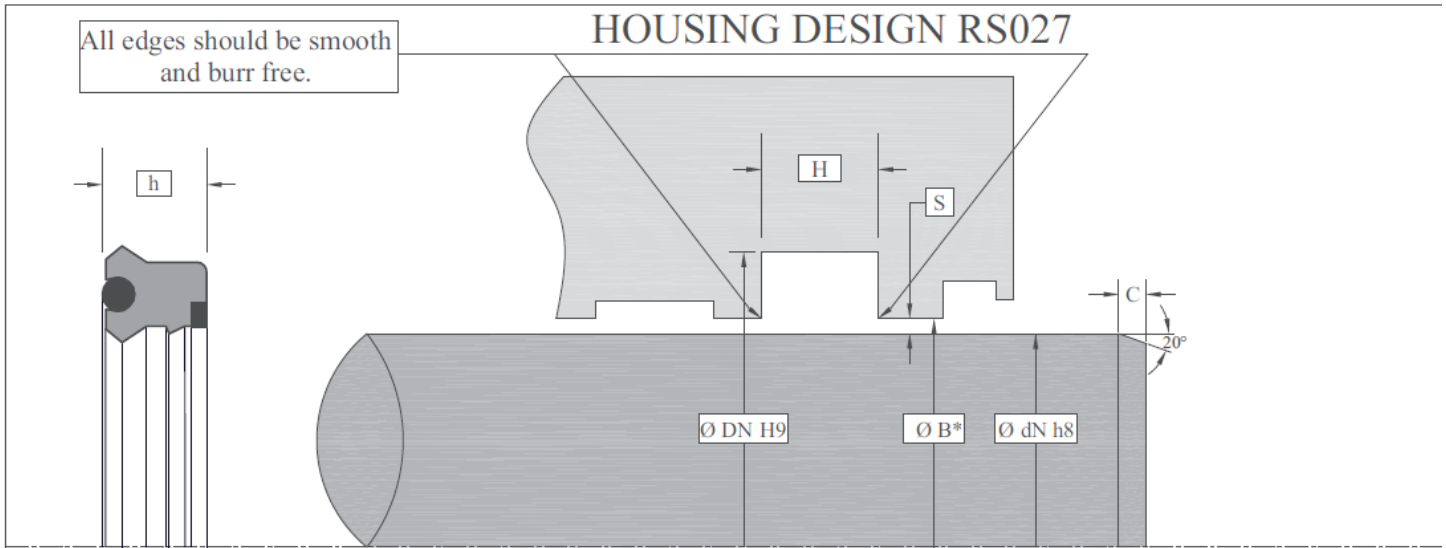 HOUSING DESIGN RS027
All edges should be smooth
and burr free.
h
H
S
C
20°
Ø DN H9
Ø B*
Ø dN h8